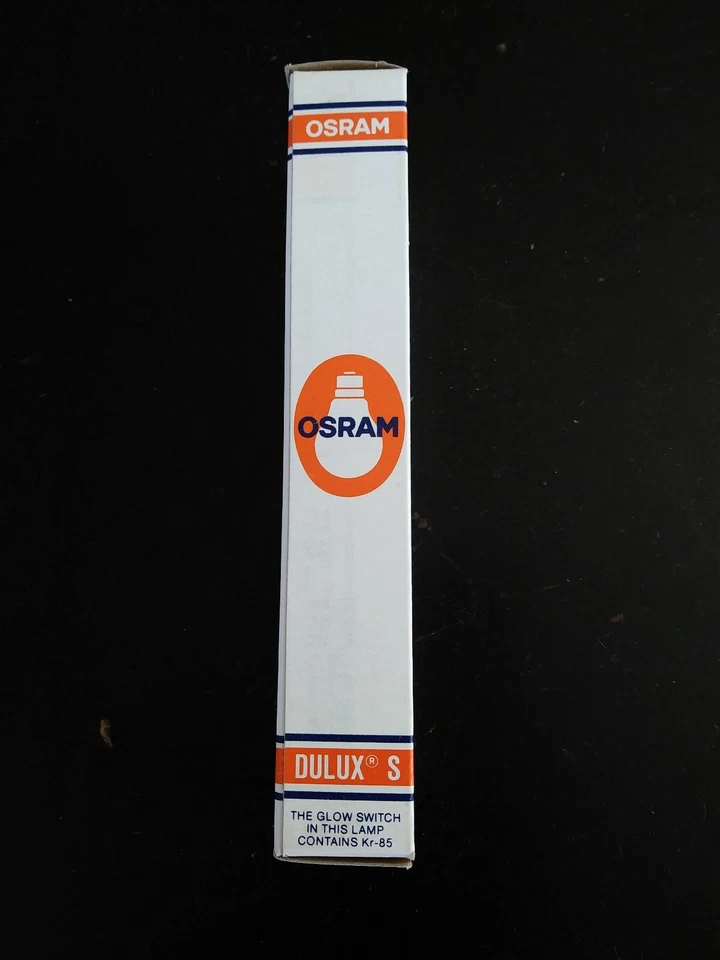 OSRAM
OSRAM
DULUX® S
THE GLOW SWITCH
IN THIS LAMP
CONTAINS Kr-85